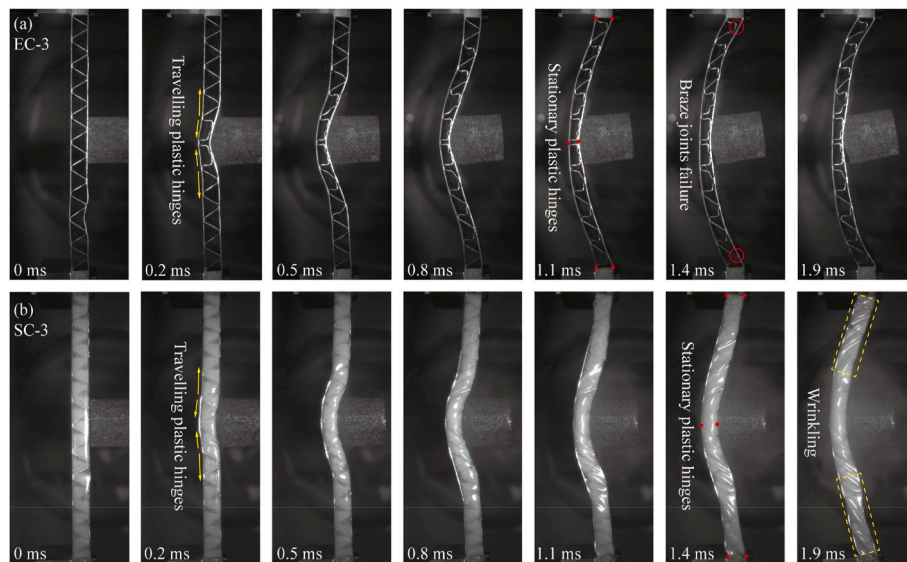 (a)
EC-3
Travelling plastic hinges
Stationary plastic hinges
Braze joints failure
0 ms
0.2 ms
0.5 ms
0.8 ms
1.1 ms
1.4 ms
1.9 ms
(b)
SC-3
Travelling plastic hinges
Stationary plastic hinges
Wrinkling
0 ms
0.2 ms
0.5 ms
0.8 ms
1.1 ms
1.4 ms
1.9 ms